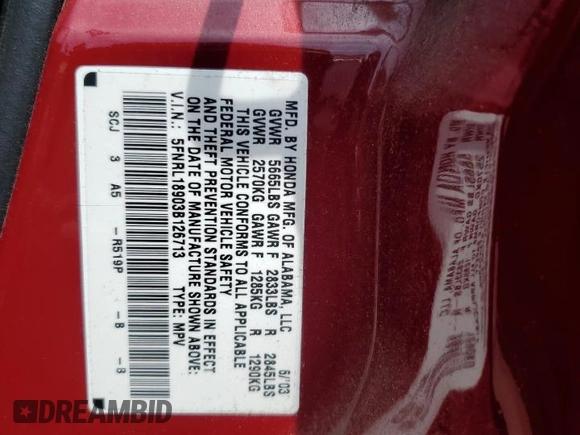 MFD. BY HONDA MFG. OF ALABAMA, LLC 5/'03
GVWR 5665LBS GAWR F 2833LBS R 2845LBS
GVWR 2570KG GAWR F 1285KG R 1290KG
THIS VEHICLE CONFORMS TO ALL APPLICABLE
FEDERAL MOTOR VEHICLE SAFETY
AND THEFT PREVENTION STANDARDS IN EFFECT
ON THE DATE OF MANUFACTURE SHOWN ABOVE:
V.I.N.: 5FNRL18903B126713 TYPE: MPV
SCJ 3 A5 - R519P - B - B
DREAMBID